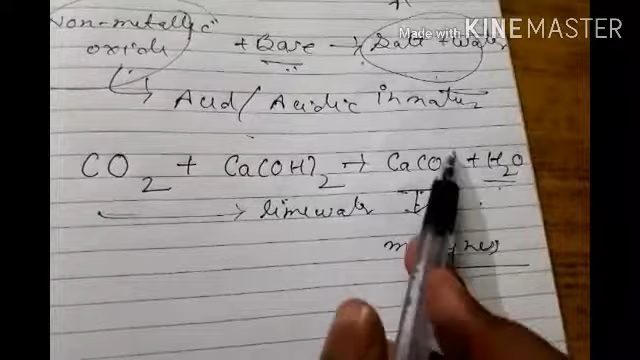 Made with KINEMASTER
Non-metallic
oxide + Base → Salt + Water
Acid/Acidic in nature
CO2 + Ca(OH)2 → CaCO + H2O
limewater